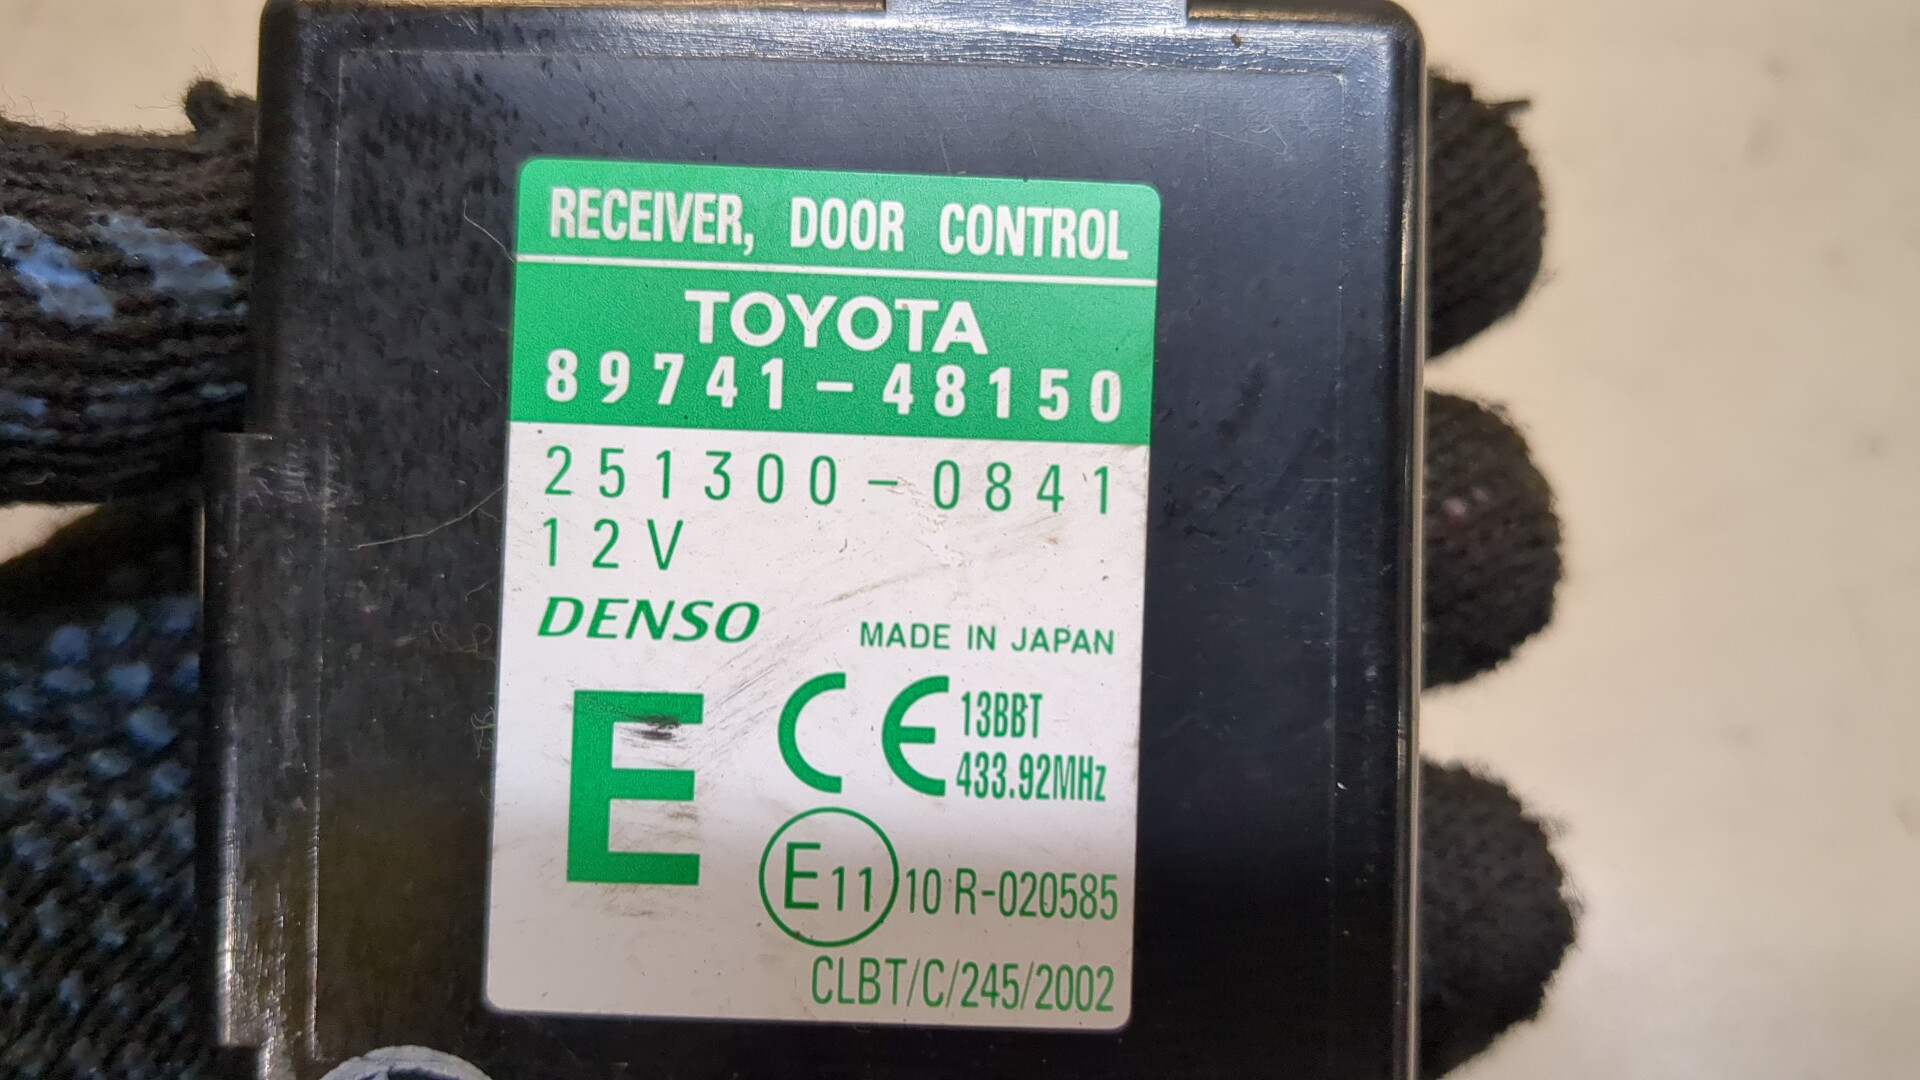 RECEIVER, DOOR CONTROL
TOYOTA
89741-48150
251300-0841
12V
DENSO MADE IN JAPAN
E CE 13BBT
433.92MHz
E11 10 R-020585
CLBT/C/245/2002